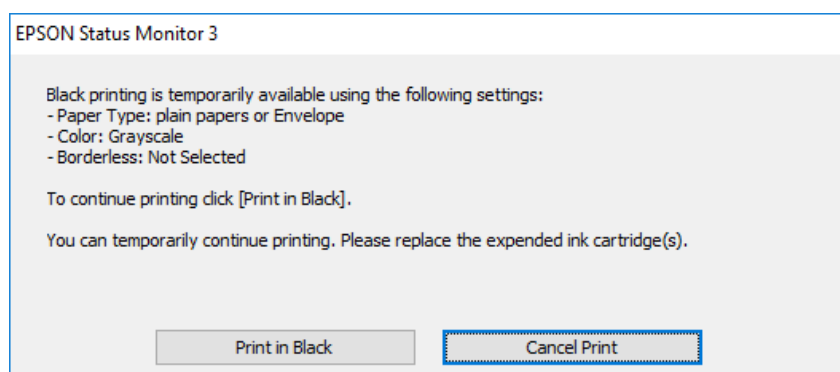 EPSON Status Monitor 3
Black printing is temporarily available using the following settings:
- Paper Type: plain papers or Envelope
- Color: Grayscale
- Borderless: Not Selected
To continue printing click [Print in Black].
You can temporarily continue printing. Please replace the expended ink cartridge(s).
Print in Black
Cancel Print